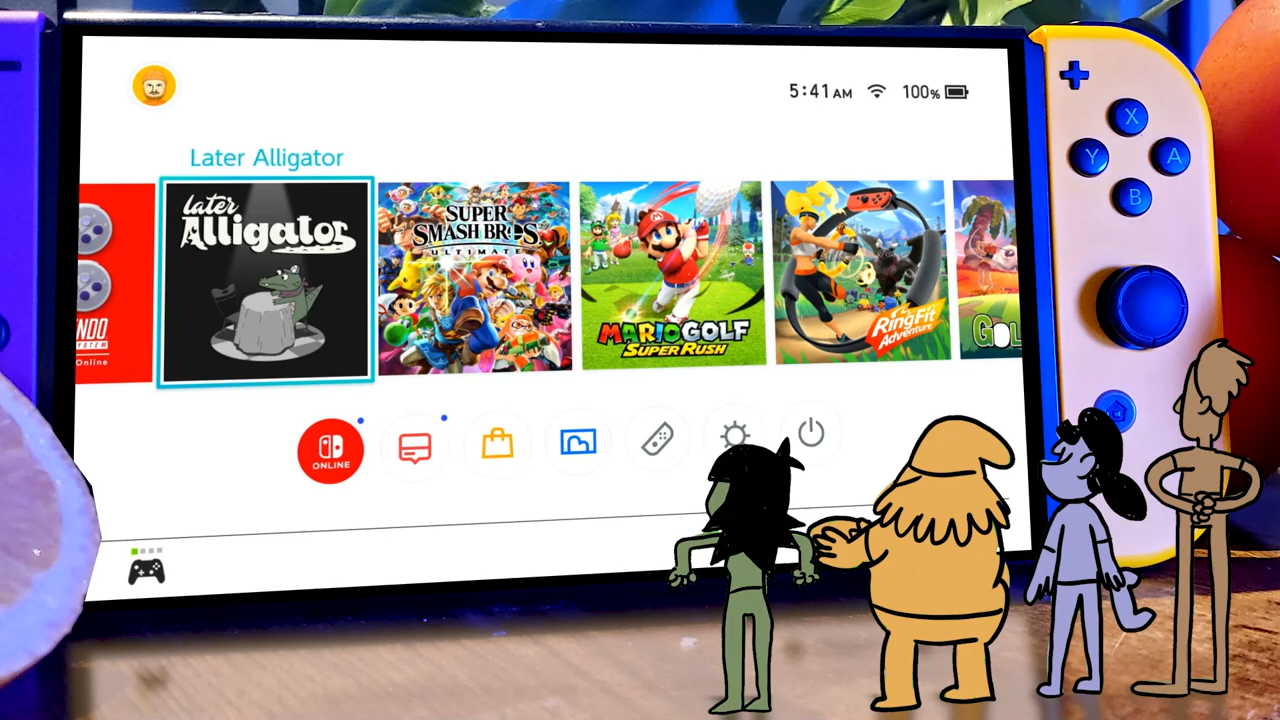 5:41 AM 100%
Later Alligator
later
Alligator
SUPER
SMASH BROS
ULTIMATE
MARIO GOLF
SUPER RUSH
RingFit
Adventure
Online
ONLINE
X
Y
A
B